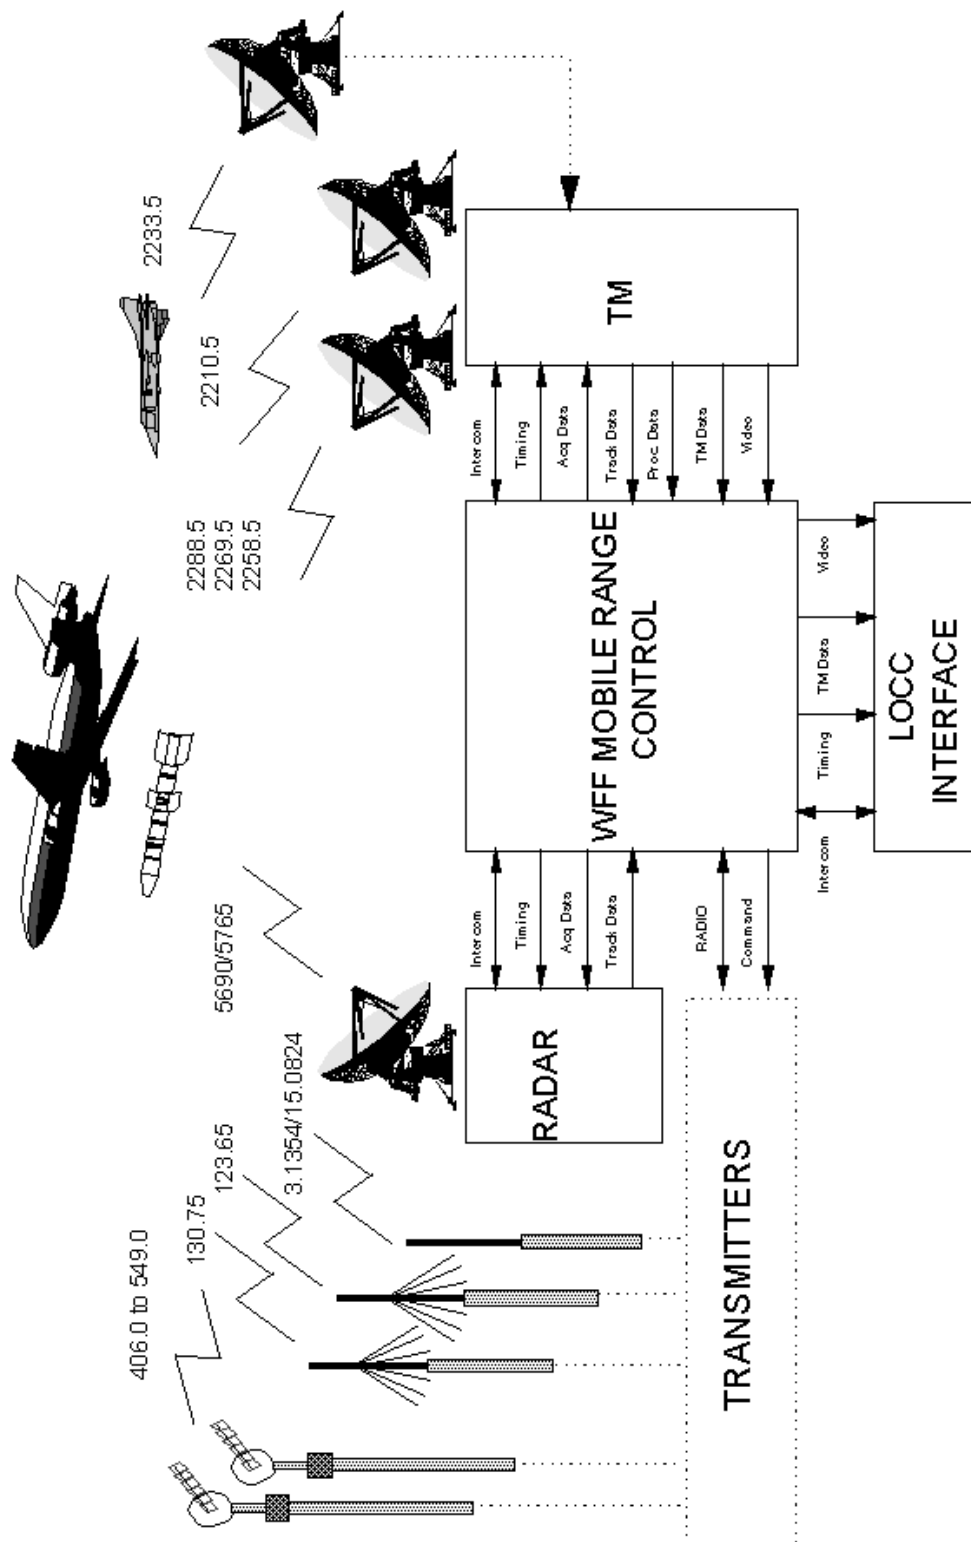 406.0 to 549.0
130.75
123.65
3.1354/15.0824
5690/5765
2288.5
2269.5
2258.5
2210.5
2233.5
RADAR
Intercom
Timing
Acq Data
Track Data
TRANSMITTERS
RADIO
Command
WFF MOBILE RANGE
CONTROL
Intercom
Timing
Acq Data
Track Data
Proc. Data
TM Data
Video
TM
Intercom
Timing
TM Data
Video
LOCC
INTERFACE